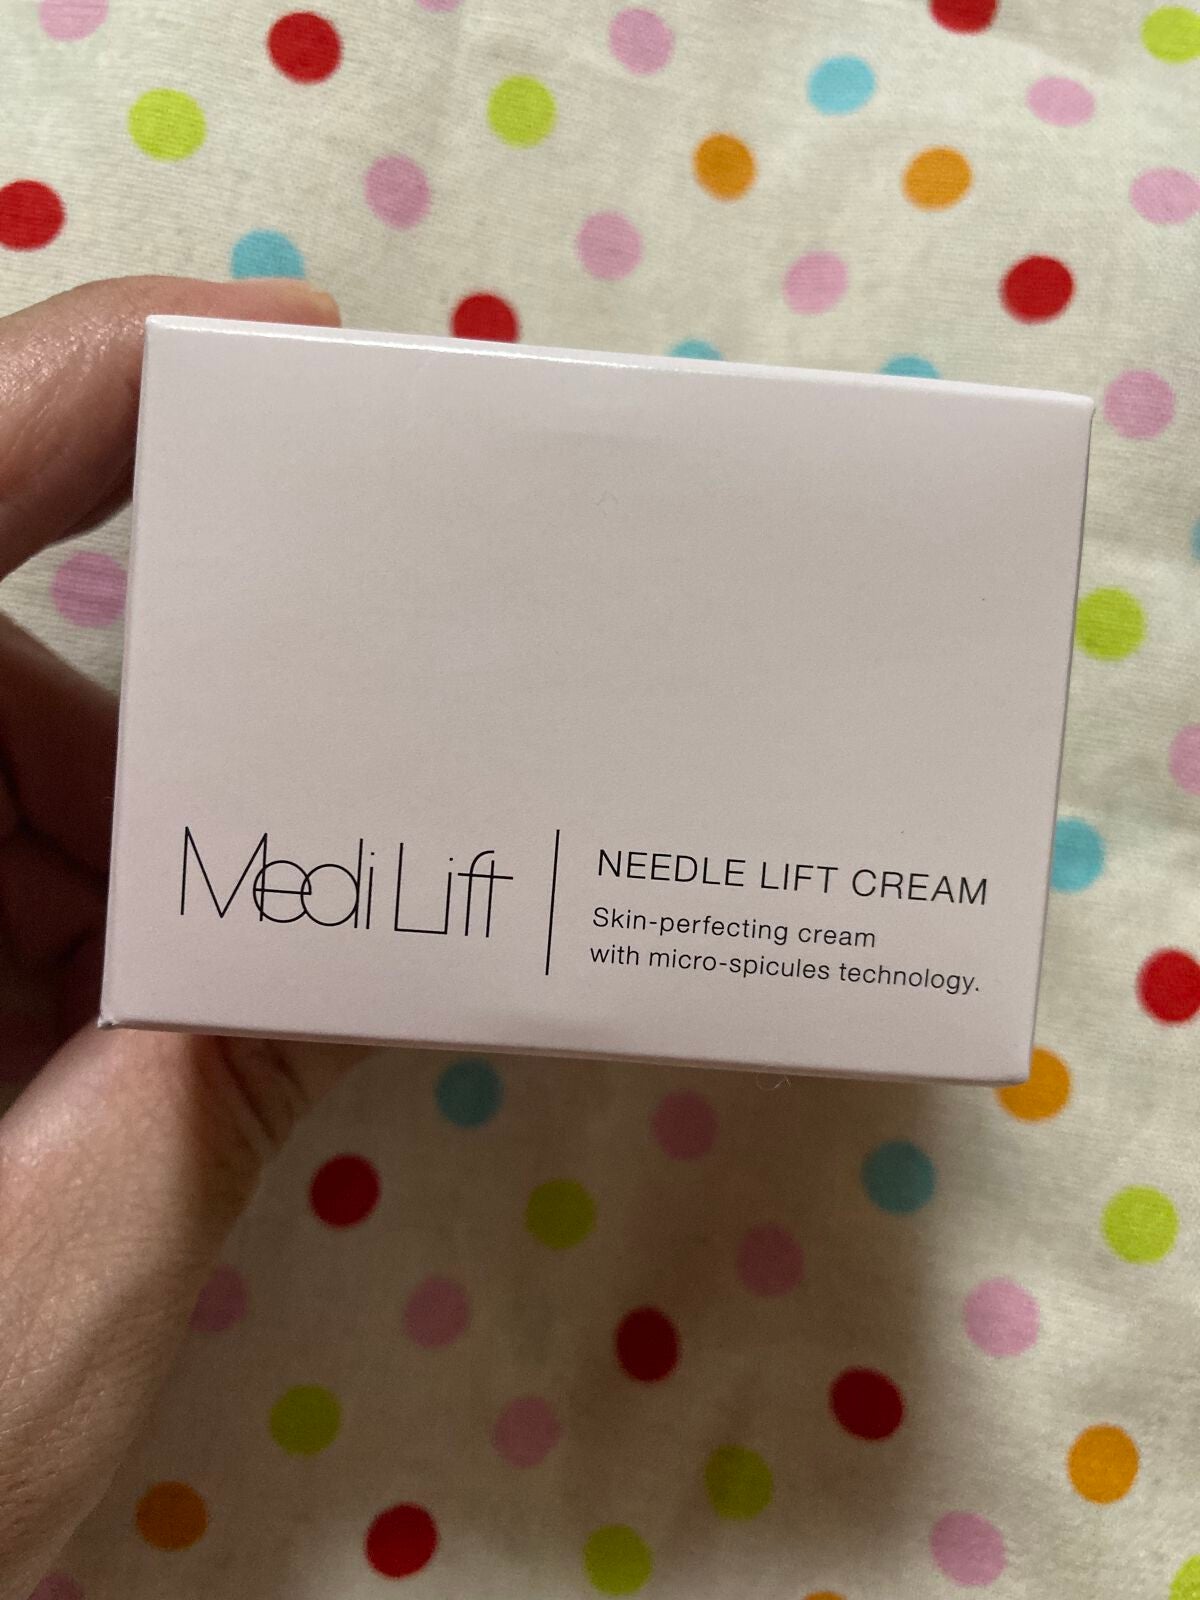 Medi Lift
NEEDLE LIFT CREAM
Skin-perfecting cream
with micro-spicules technology.